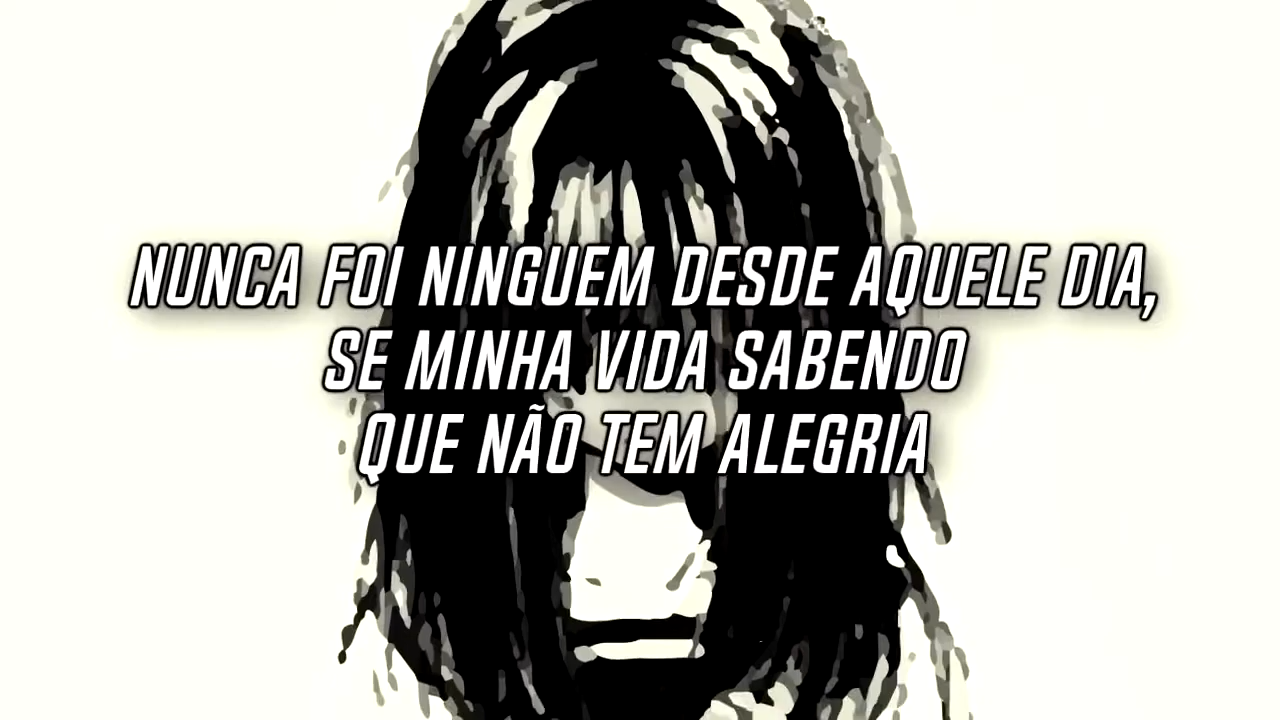 NUNCA FOI NINGUEM DESDE AQUELE DIA,
SE MINHA VIDA SABENDO
QUE NÃO TEM ALEGRIA